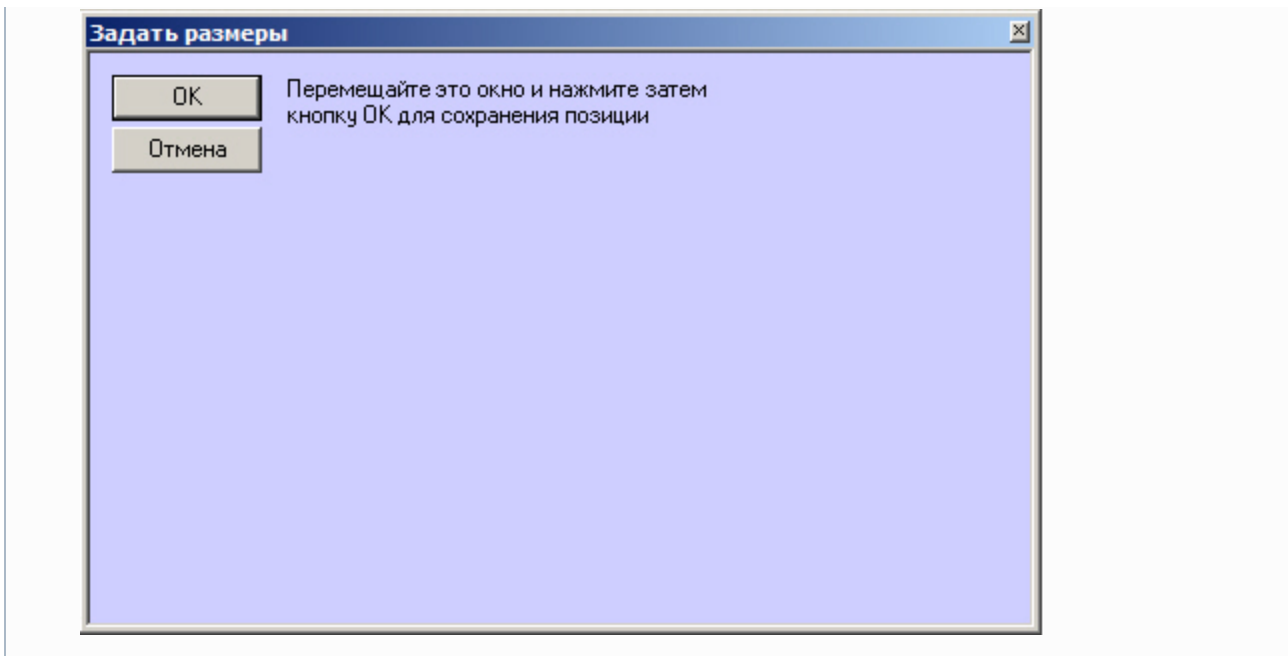 Задать размеры
OK
Перемещайте это окно и нажмите затем
кнопку OK для сохранения позиции
Отмена